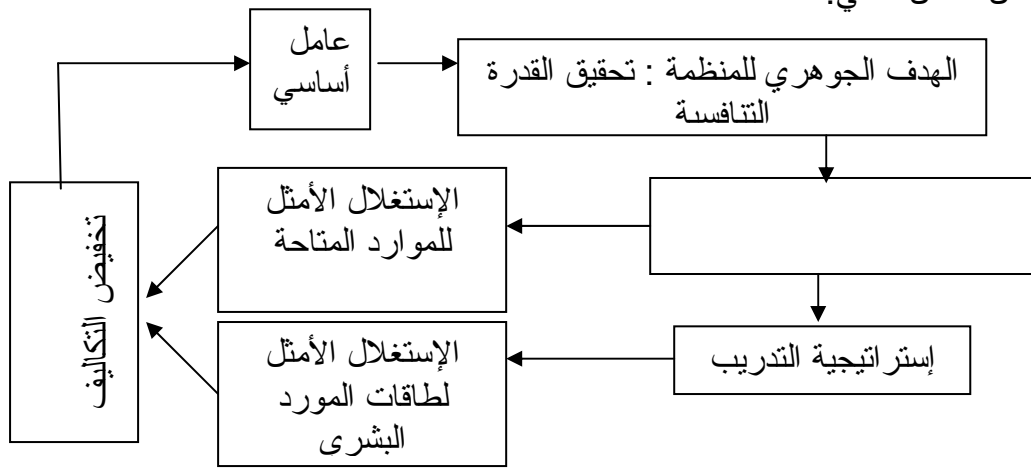 عامل
أساسي
الهدف الجوهري للمنظمة : تحقيق القدرة
التنافسية
الإستغلال الأمثل
للموارد المتاحة
تخفيض التكاليف
إستراتيجية التدريب
الإستغلال الأمثل
لطاقات المورد
البشرى